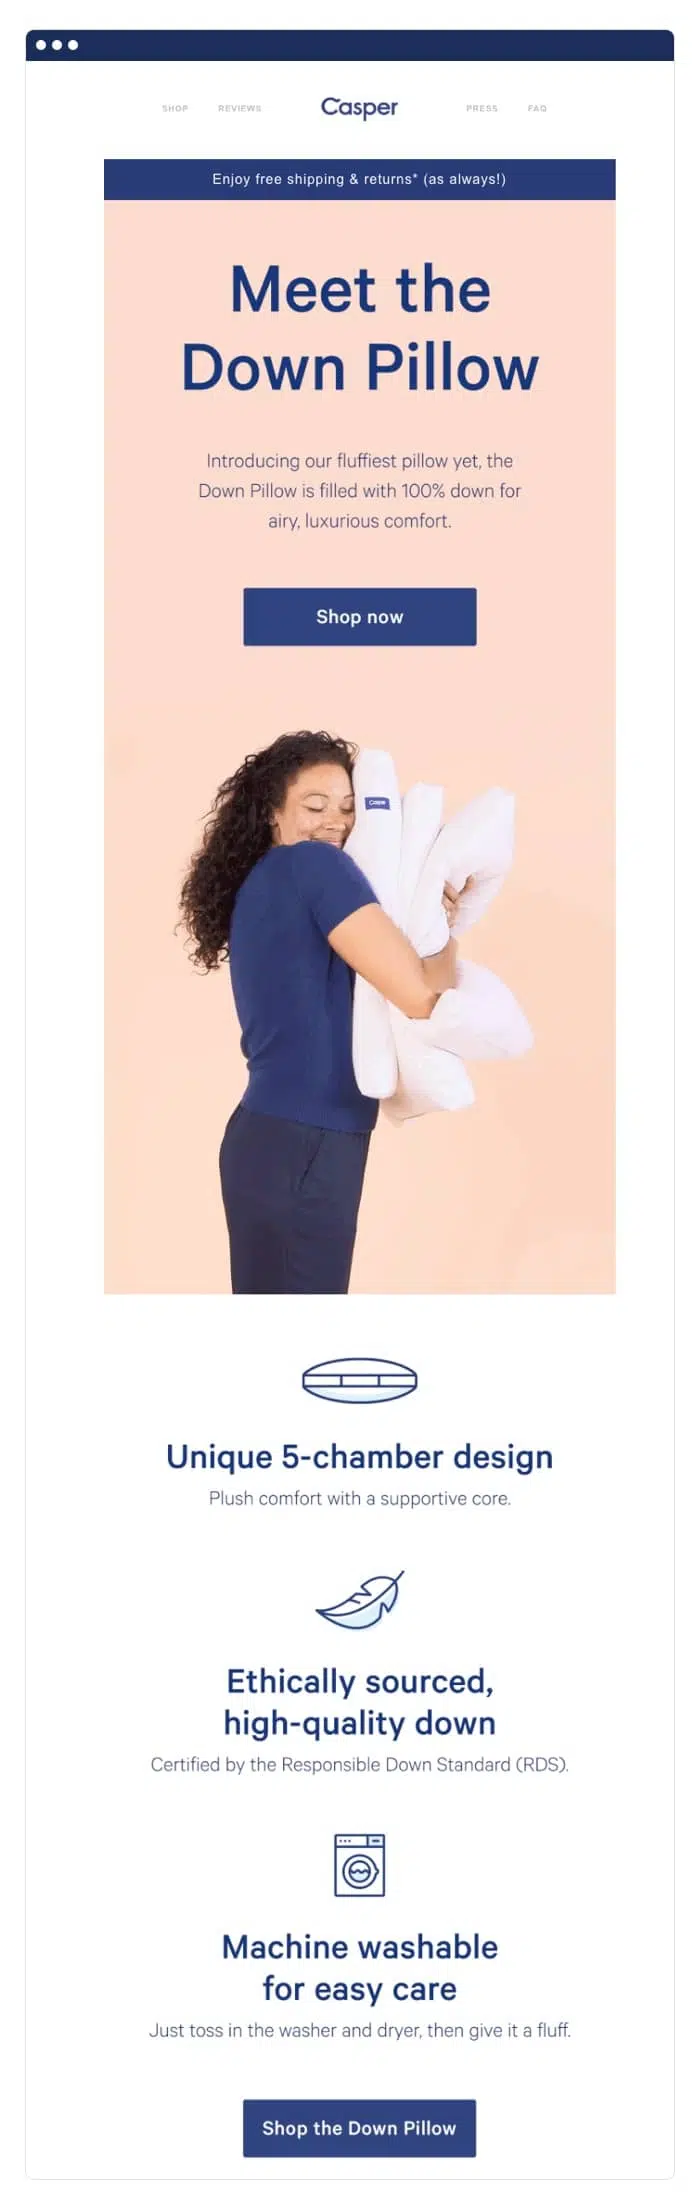 SHOP REVIEWS Casper PRESS FAQ
Enjoy free shipping & returns* (as always!)
Meet the
Down Pillow
Introducing our fluffiest pillow yet, the
Down Pillow is filled with 100% down for
airy, luxurious comfort.
Shop now
Casper
Unique 5-chamber design
Plush comfort with a supportive core.
Ethically sourced,
high-quality down
Certified by the Responsible Down Standard (RDS).
Machine washable
for easy care
Just toss in the washer and dryer, then give it a fluff.
Shop the Down Pillow